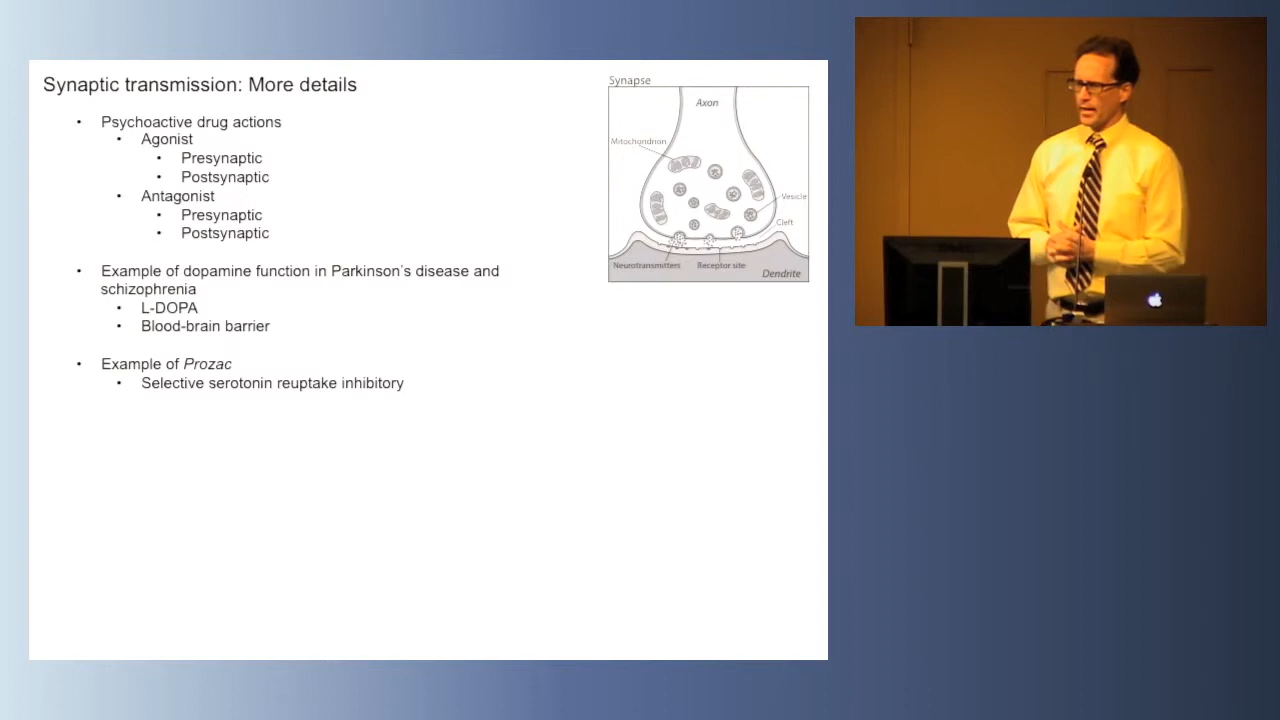 Synaptic transmission: More details
• Psychoactive drug actions
• Agonist
• Presynaptic
• Postsynaptic
• Antagonist
• Presynaptic
• Postsynaptic
• Example of dopamine function in Parkinson's disease and
schizophrenia
• L-DOPA
• Blood-brain barrier
• Example of Prozac
• Selective serotonin reuptake inhibitory
Synapse
Axon
Mitochondrion
Vesicle
Cleft
Neurotransmitters
Receptor site
Dendrite